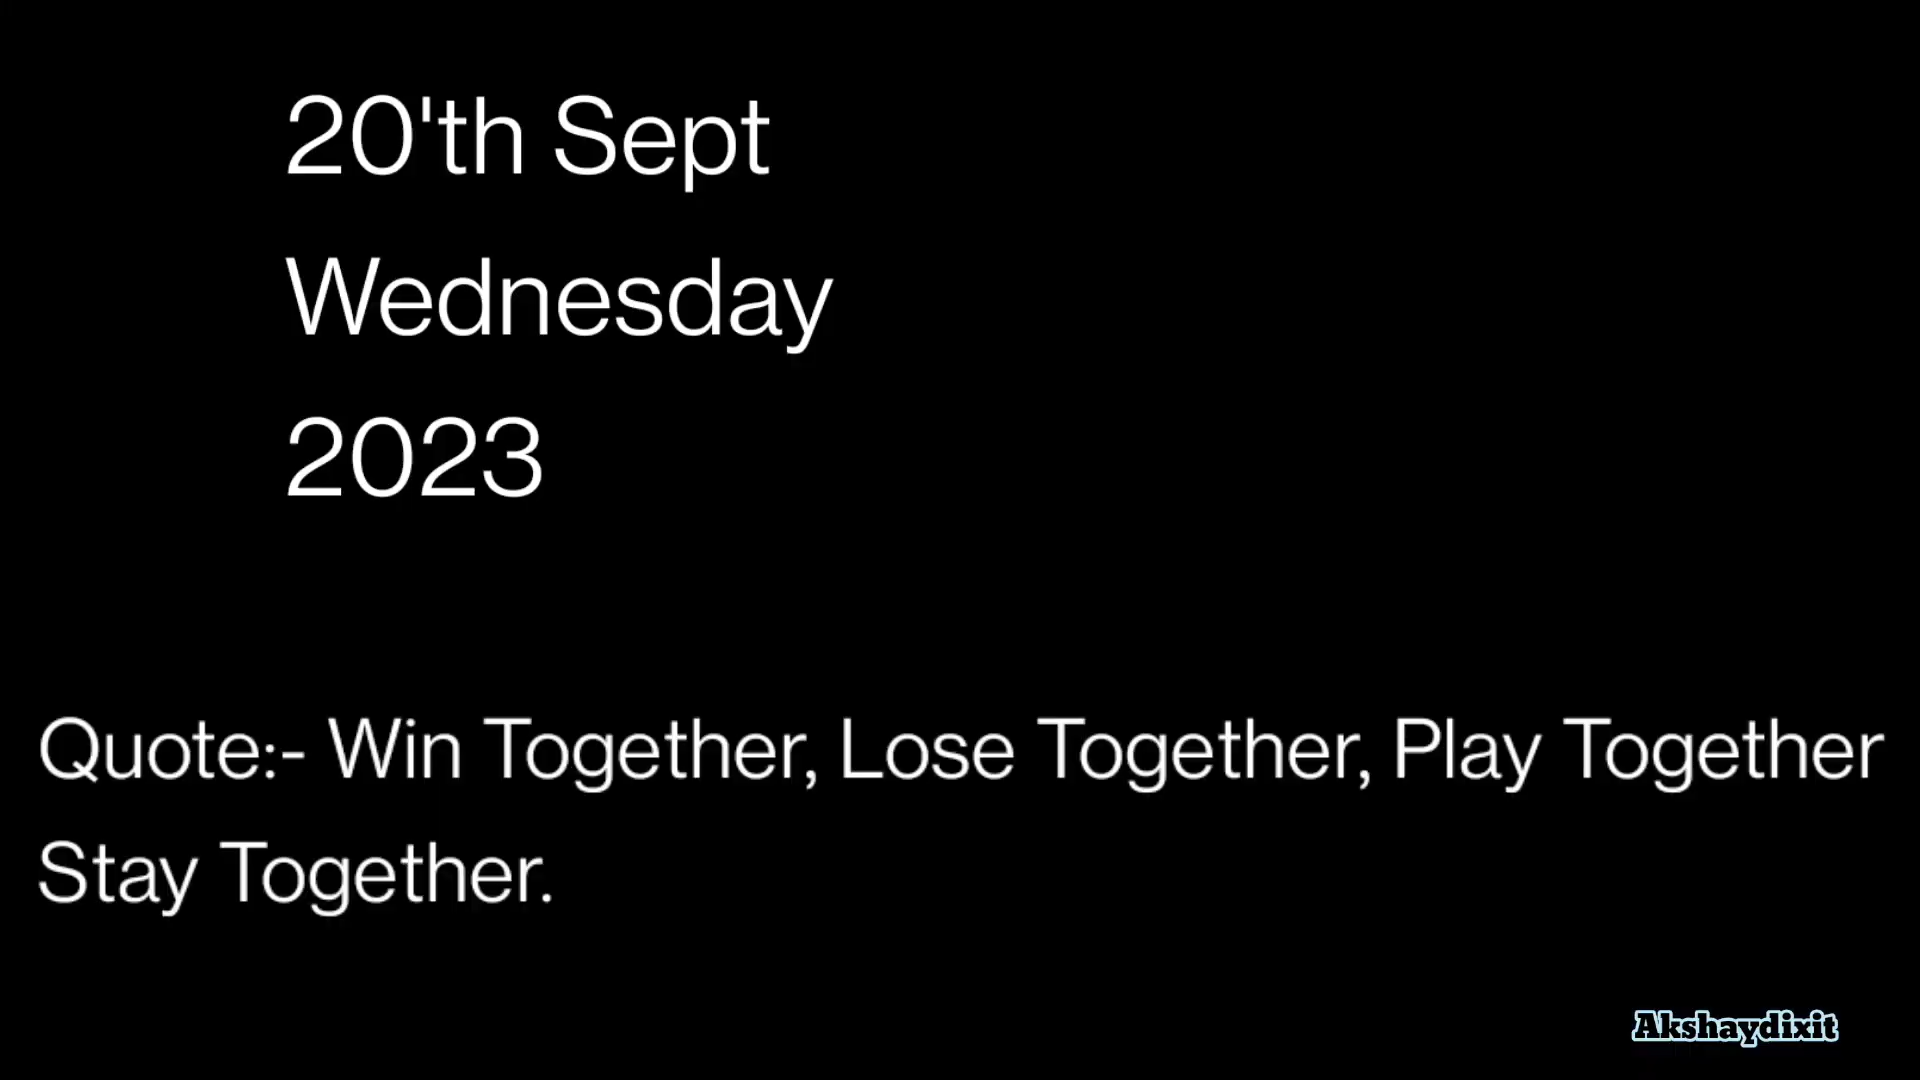 20'th Sept
Wednesday
2023
Quote:- Win Together, Lose Together, Play Together
Stay Together.
Akshaydixit